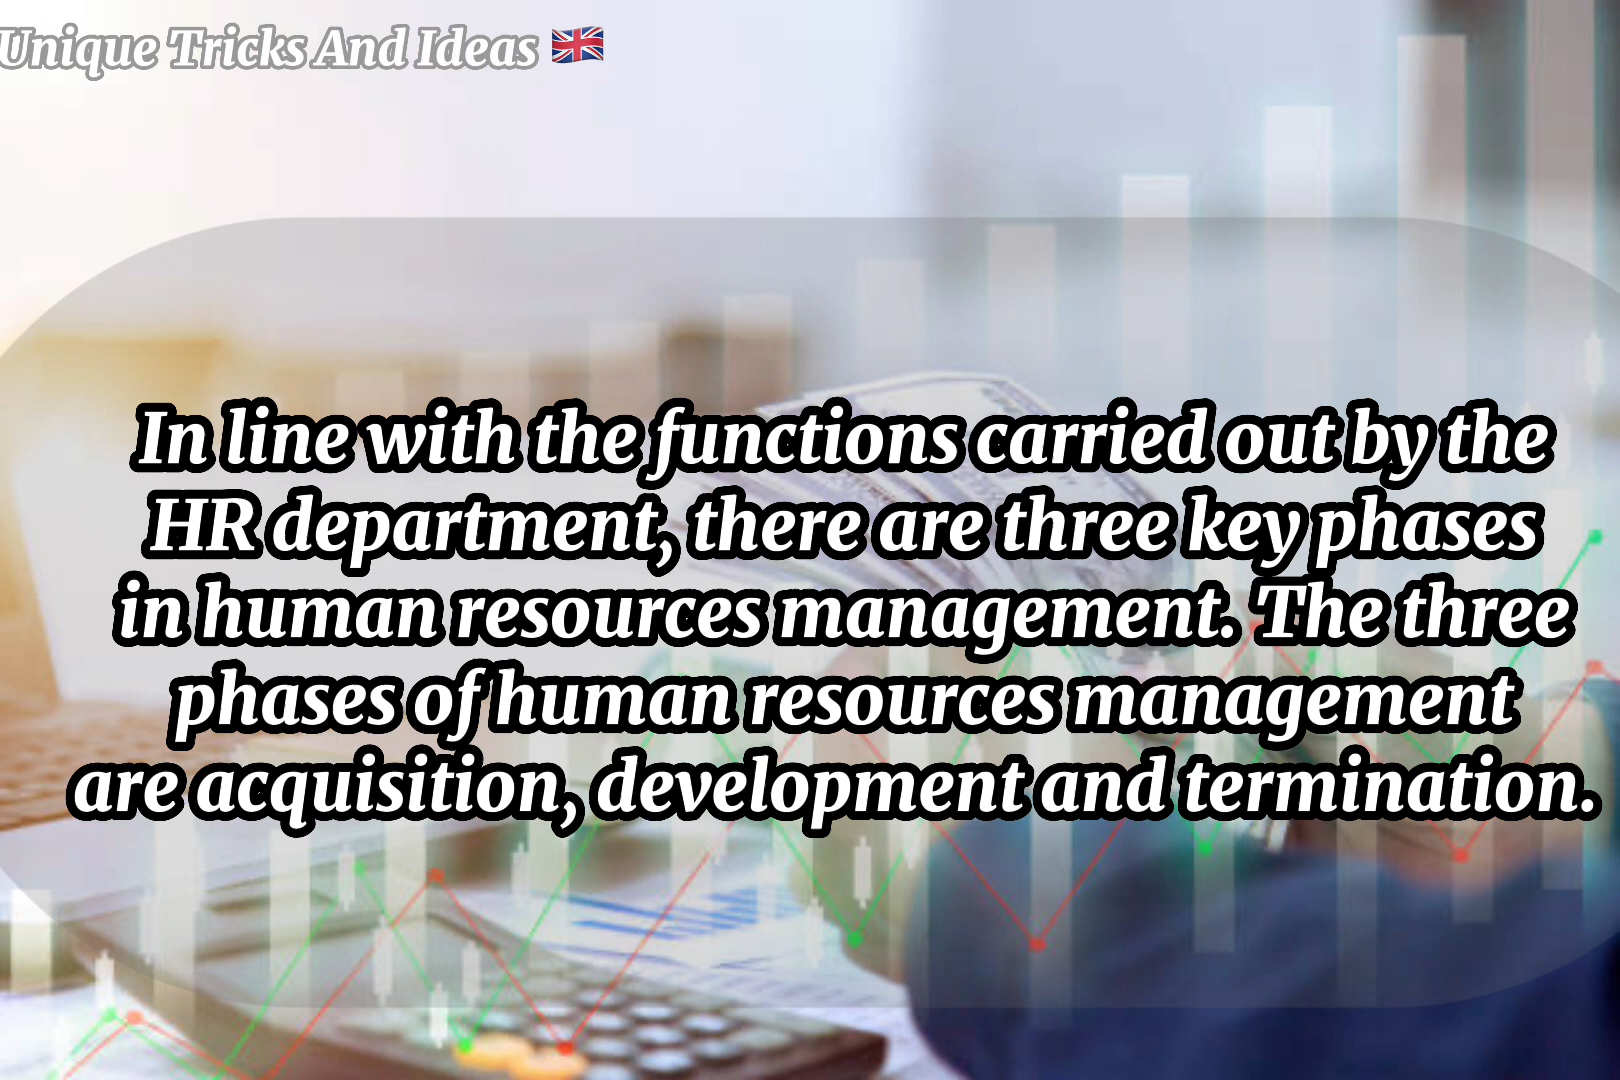 Unique Tricks And Ideas 🇬🇧
In line with the functions carried out by the
HR department, there are three key phases
in human resources management. The three
phases of human resources management
are acquisition, development and termination.